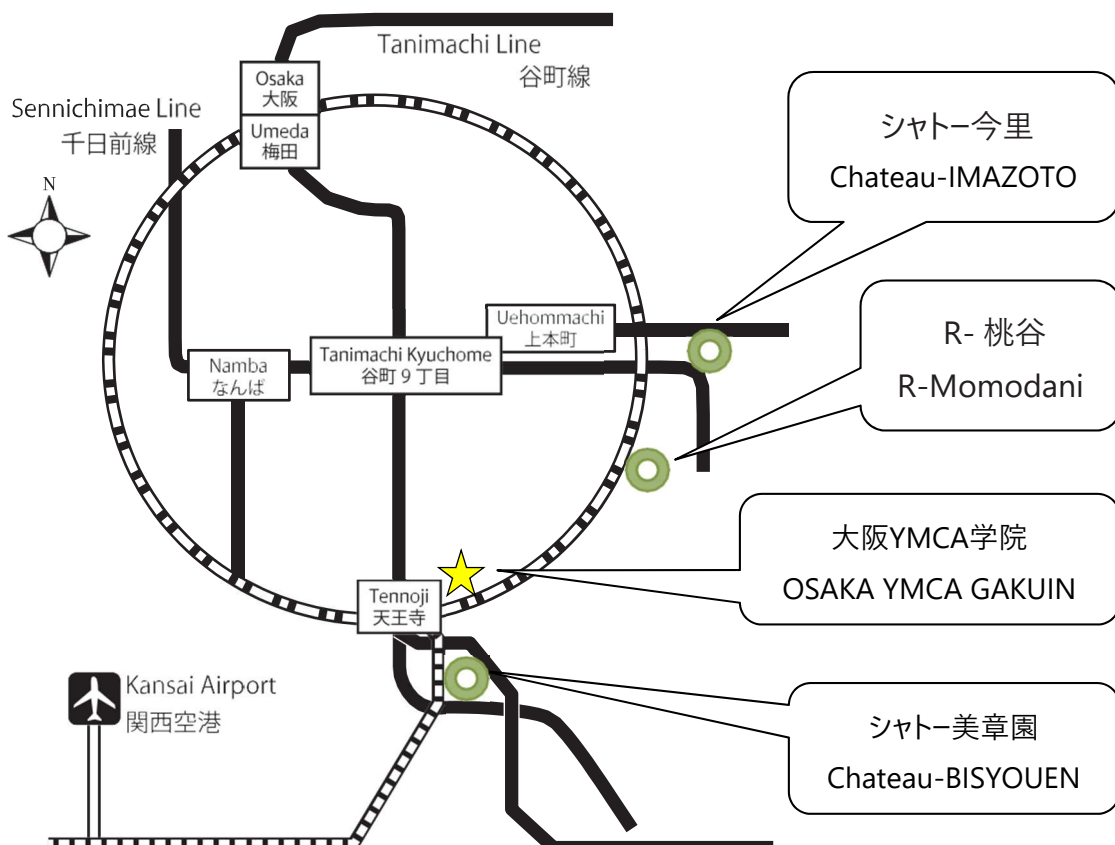 Tanimachi Line
谷町線
Osaka
大阪
Umeda
梅田
Sennichimae Line
千日前線
N
シャトー今里
Chateau-IMAZOTO
R- 桃谷
R-Momodani
Uehommachi
上本町
Tanimachi Kyuchome
谷町９丁目
Namba
なんば
大阪YMCA学院
OSAKA YMCA GAKUIN
Tennoji
天王寺
Kansai Airport
関西空港
シャトー美章園
Chateau-BISYOUEN